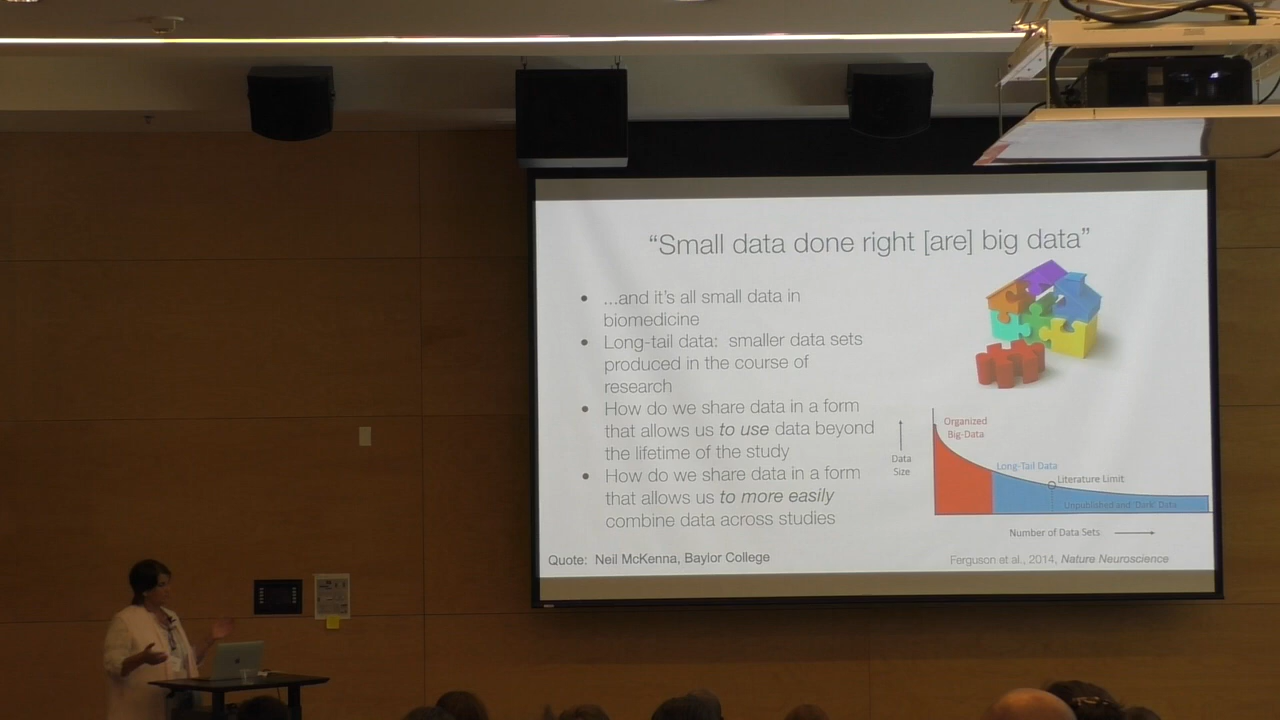 “Small data done right [are] big data”
• ...and it's all small data in
biomedicine
• Long-tail data: smaller data sets
produced in the course of
research
• How do we share data in a form
that allows us to use data beyond
the lifetime of the study
• How do we share data in a form
that allows us to more easily
combine data across studies
Organized
Big-Data
Data
Size
Long-Tail Data
Literature Limit
Unpublished and 'Dark' Data
Number of Data Sets
Quote: Neil McKenna, Baylor College
Ferguson et al., 2014, Nature Neuroscience